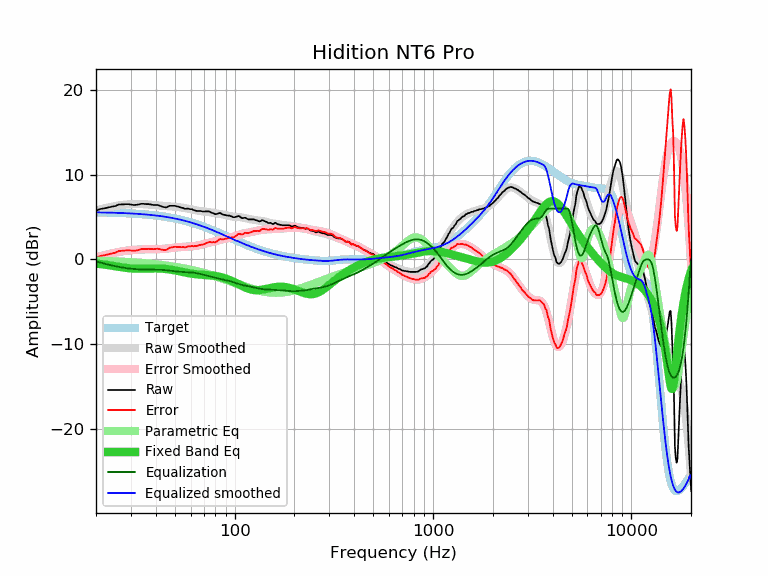 Hidition NT6 Pro
20
10
0
−10
−20
Amplitude (dBr)
Target
Raw Smoothed
Error Smoothed
Raw
Error
Parametric Eq
Fixed Band Eq
Equalization
Equalized smoothed
100
1000
10000
Frequency (Hz)